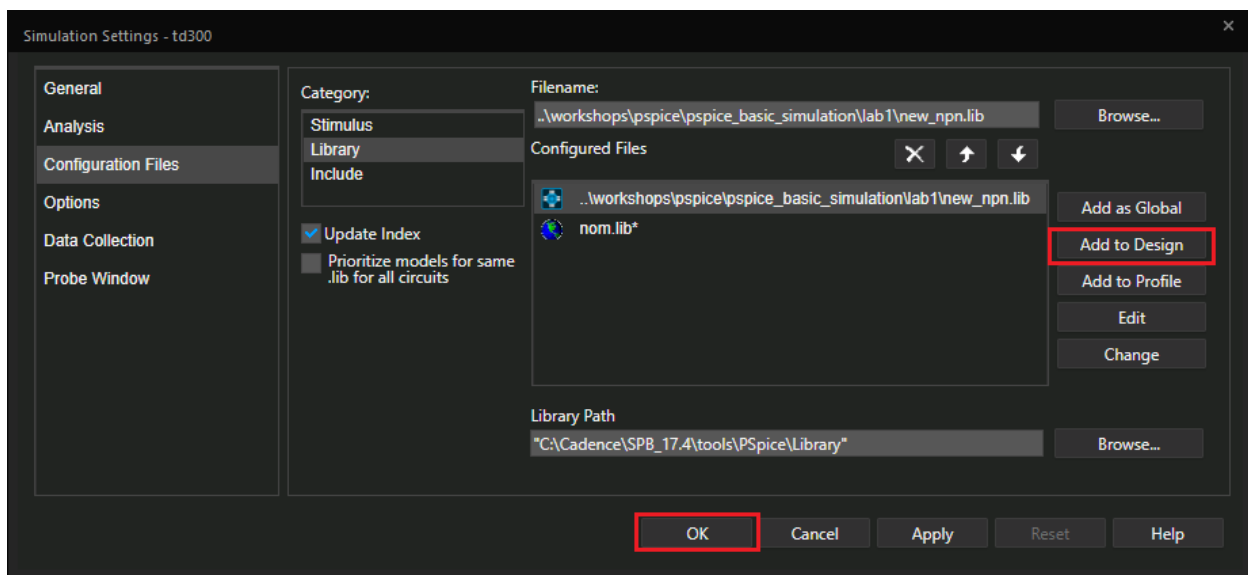 Simulation Settings - td300
General
Analysis
Configuration Files
Options
Data Collection
Probe Window
Category:
Stimulus
Library
Include
Update Index
Prioritize models for same
.lib for all circuits
Filename:
..\workshops\pspice\pspice_basic_simulation\lab1\new_npn.lib
Browse...
Configured Files
..\workshops\pspice\pspice_basic_simulation\lab1\new_npn.lib
nom.lib*
Add as Global
Add to Design
Add to Profile
Edit
Change
Library Path
"C:\Cadence\SPB_17.4\tools\PSpice\Library"
Browse...
OK
Cancel
Apply
Reset
Help